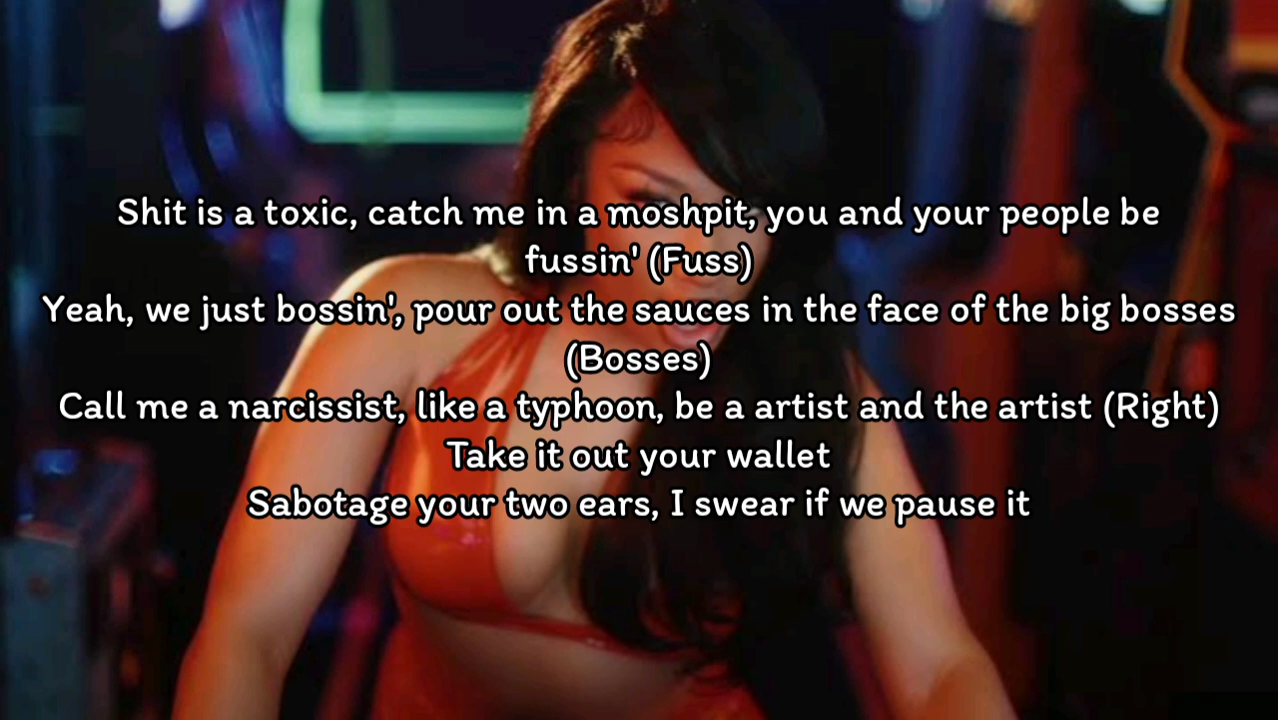 Shit is a toxic, catch me in a moshpit, you and your people be
fussin' (Fuss)
Yeah, we just bossin', pour out the sauces in the face of the big bosses
(Bosses)
Call me a narcissist, like a typhoon, be a artist and the artist (Right)
Take it out your wallet
Sabotage your two ears, I swear if we pause it